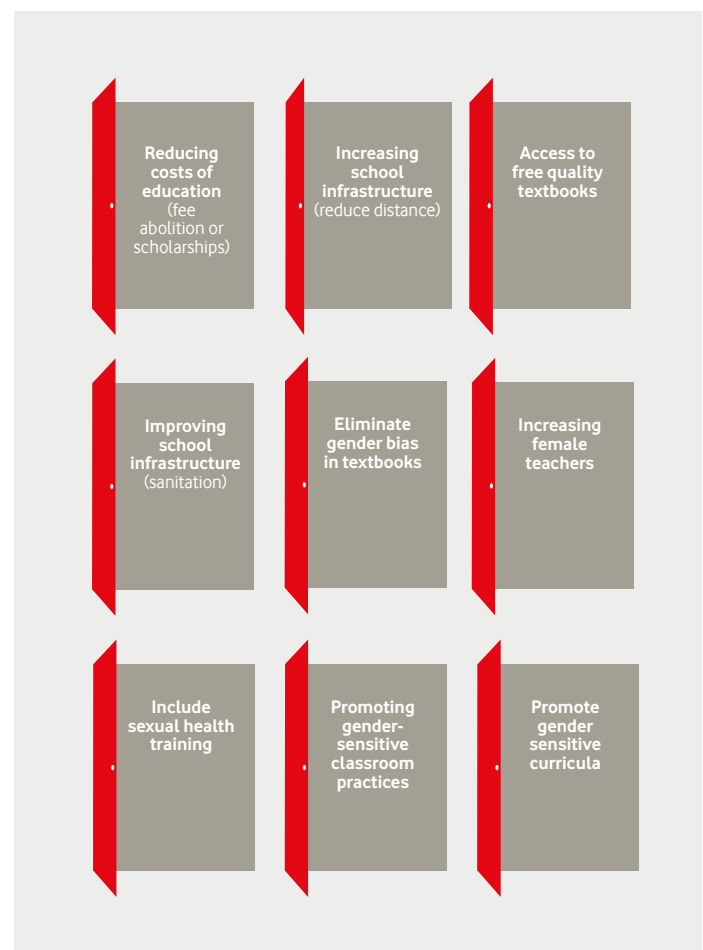 Reducing
costs of
education
(fee
abolition or
scholarships)
Increasing
school
infrastructure
(reduce distance)
Access to
free quality
textbooks
Improving
school
infrastructure
(sanitation)
Eliminate
gender bias
in textbooks
Increasing
female
teachers
Include
sexual health
training
Promoting
gender-
sensitive
classroom
practices
Promote
gender
sensitive
curricula